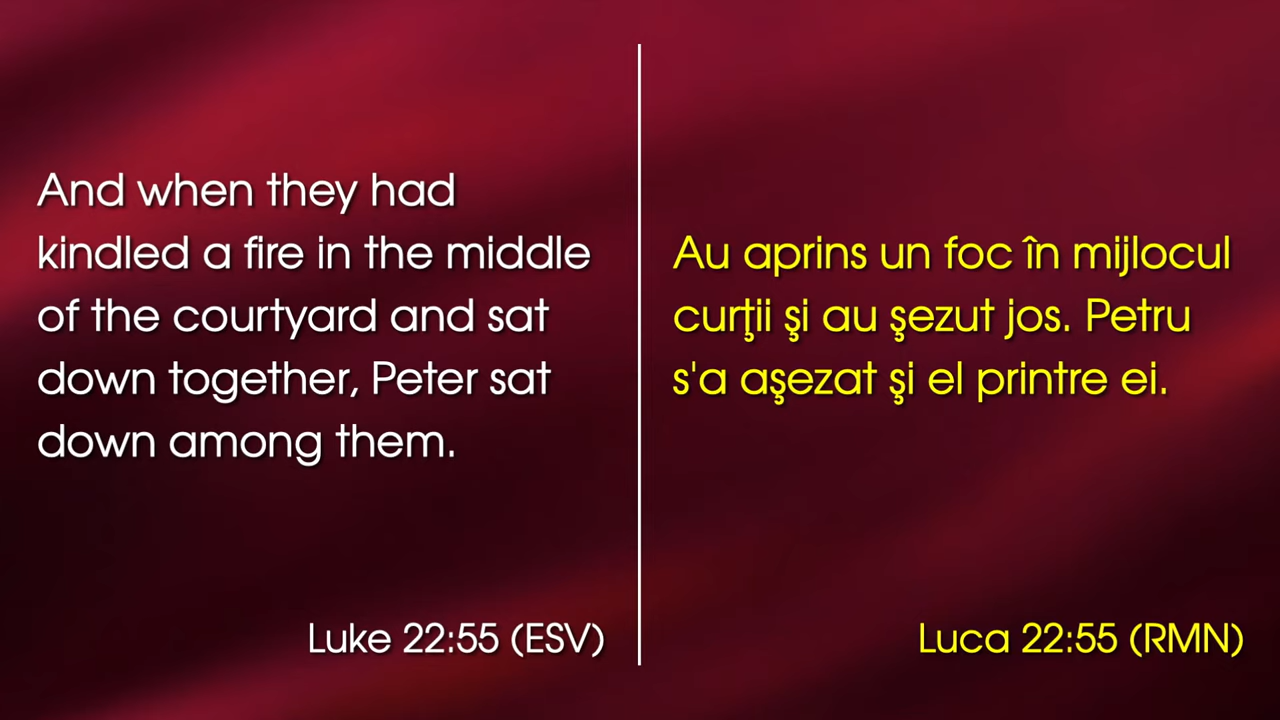 And when they had
kindled a fire in the middle
of the courtyard and sat
down together, Peter sat
down among them.
Luke 22:55 (ESV)
Au aprins un foc în mijlocul
curţii şi au şezut jos. Petru
s'a aşezat şi el printre ei.
Luca 22:55 (RMN)